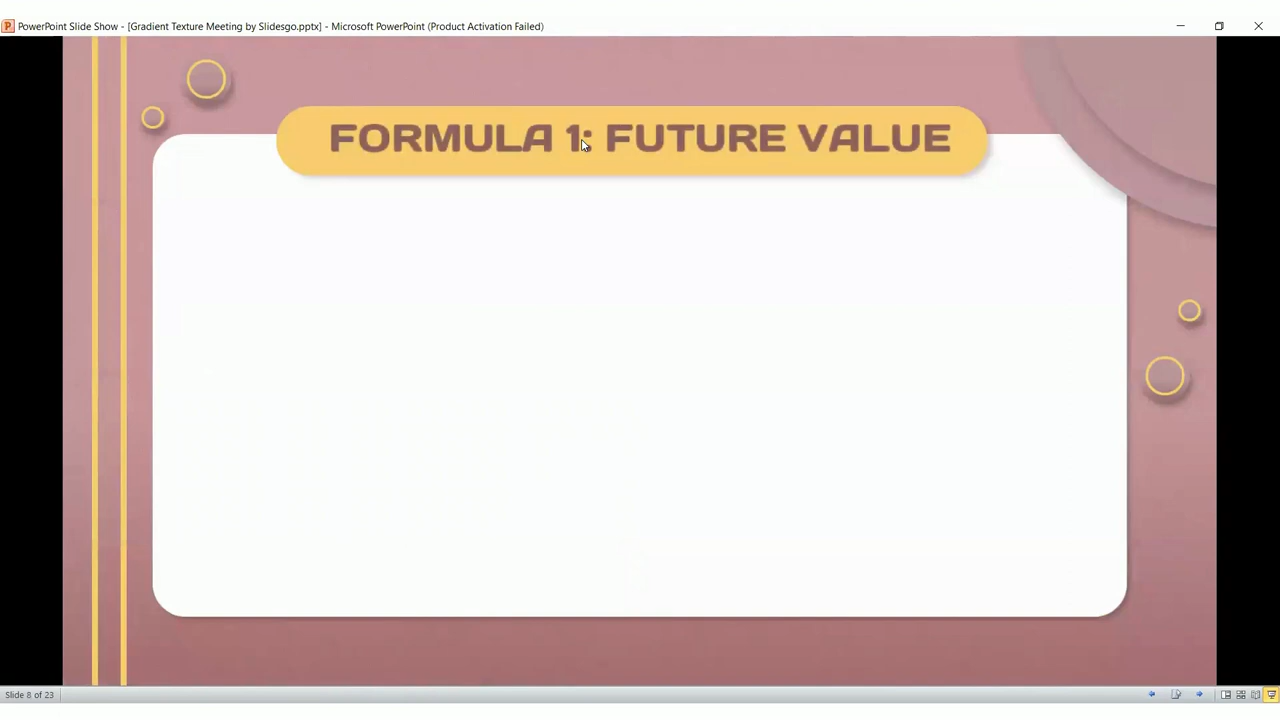 PowerPoint Slide Show - [Gradient Texture Meeting by Slidesgo.pptx] - Microsoft PowerPoint (Product Activation Failed)
FORMULA 1: FUTURE VALUE
Slide 8 of 23